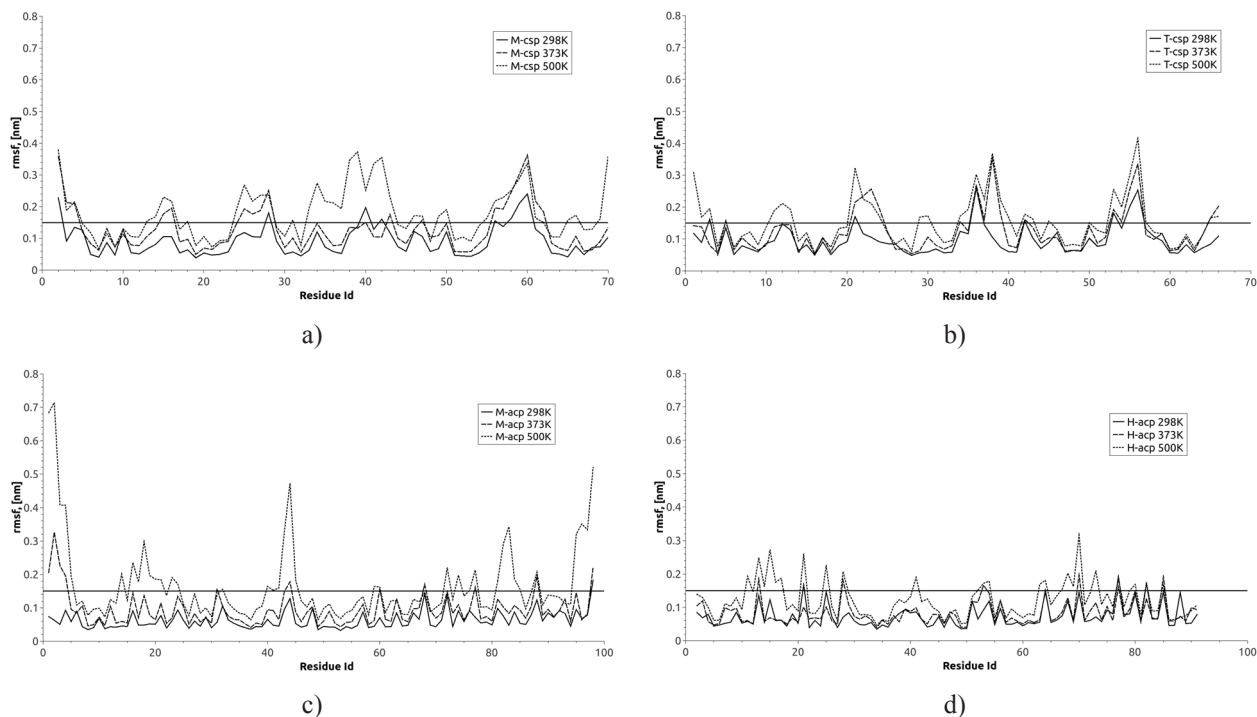 0.8
0.7
0.6
0.5
0.4
0.3
0.2
0.1
0
rmsf, [nm]
M-csp 298K
M-csp 373K
M-csp 500K
0 10 20 30 40 50 60 70
Residue Id
a)
0.8
0.7
0.6
0.5
0.4
0.3
0.2
0.1
0
rmsf, [nm]
T-csp 298K
T-csp 373K
T-csp 500K
0 10 20 30 40 50 60 70
Residue Id
b)
0.8
0.7
0.6
0.5
0.4
0.3
0.2
0.1
0
rmsf, [nm]
M-acp 298K
M-acp 373K
M-acp 500K
0 20 40 60 80 100
Residue Id
c)
0.8
0.7
0.6
0.5
0.4
0.3
0.2
0.1
0
rmsf, [nm]
H-acp 298K
H-acp 373K
H-acp 500K
0 20 40 60 80 100
Residue Id
d)